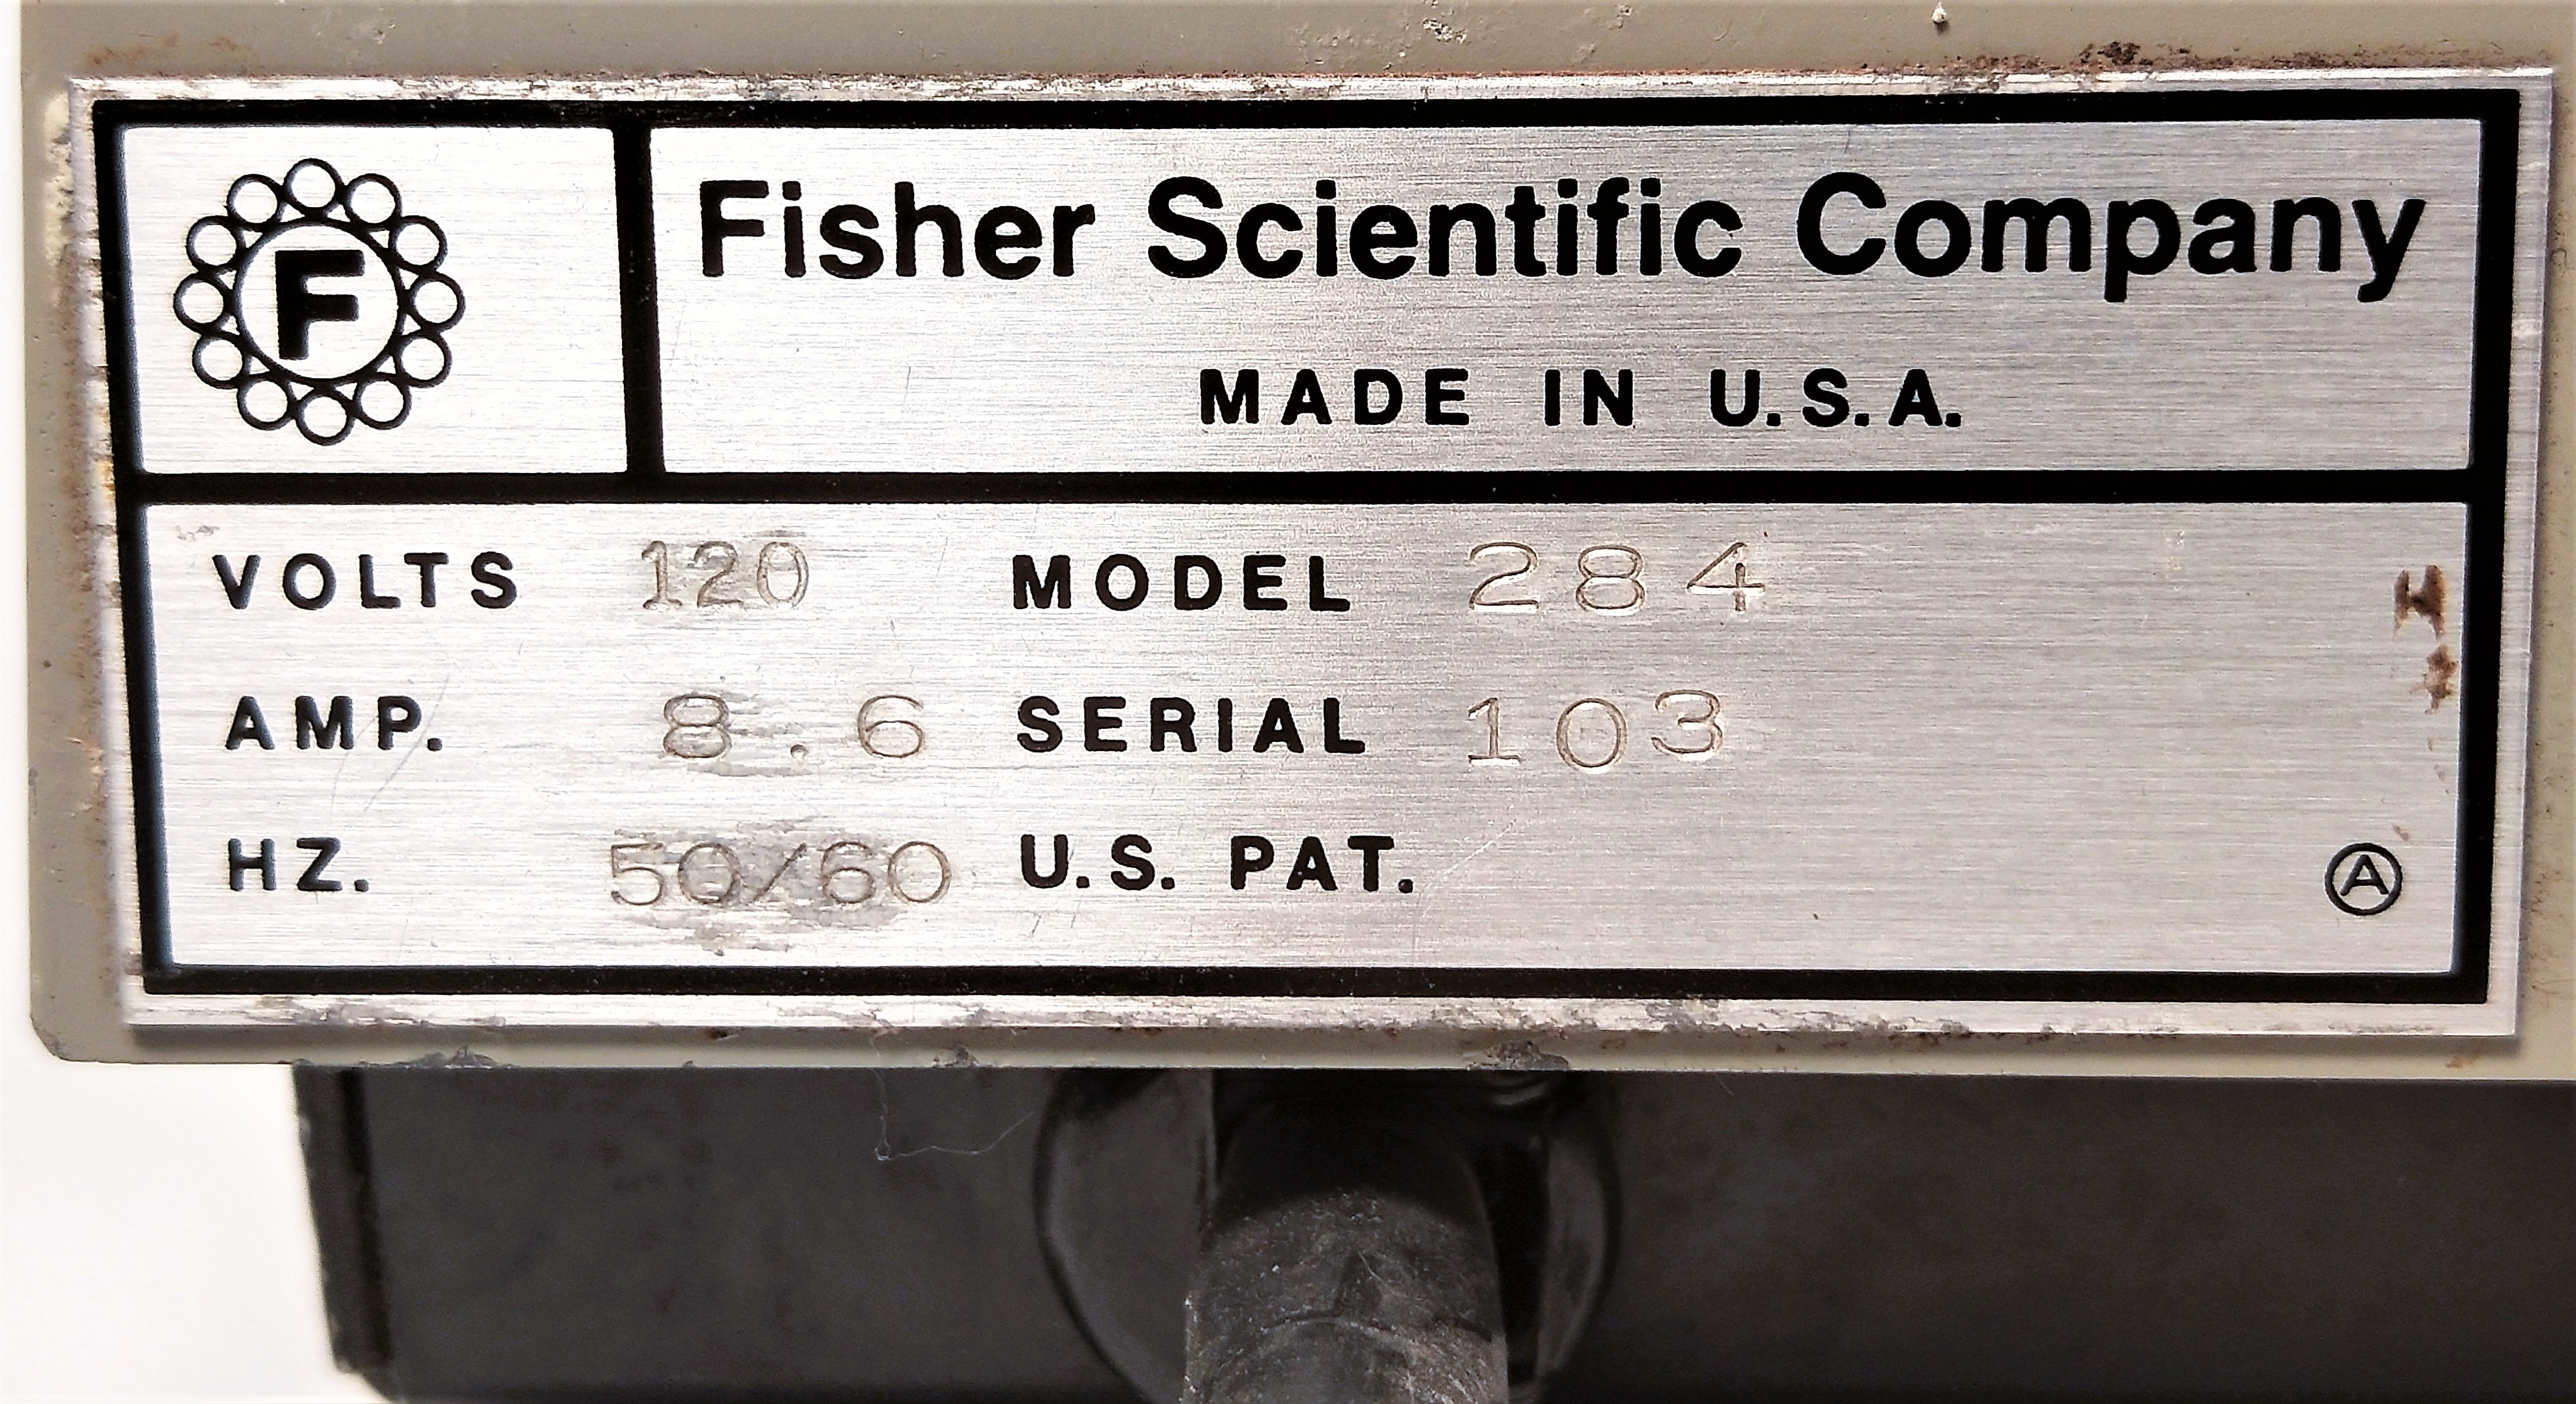 F
Fisher Scientific Company
MADE IN U.S.A.
VOLTS 120 MODEL 284
AMP. 8.6 SERIAL 103
HZ. 50/60 U.S. PAT.
A